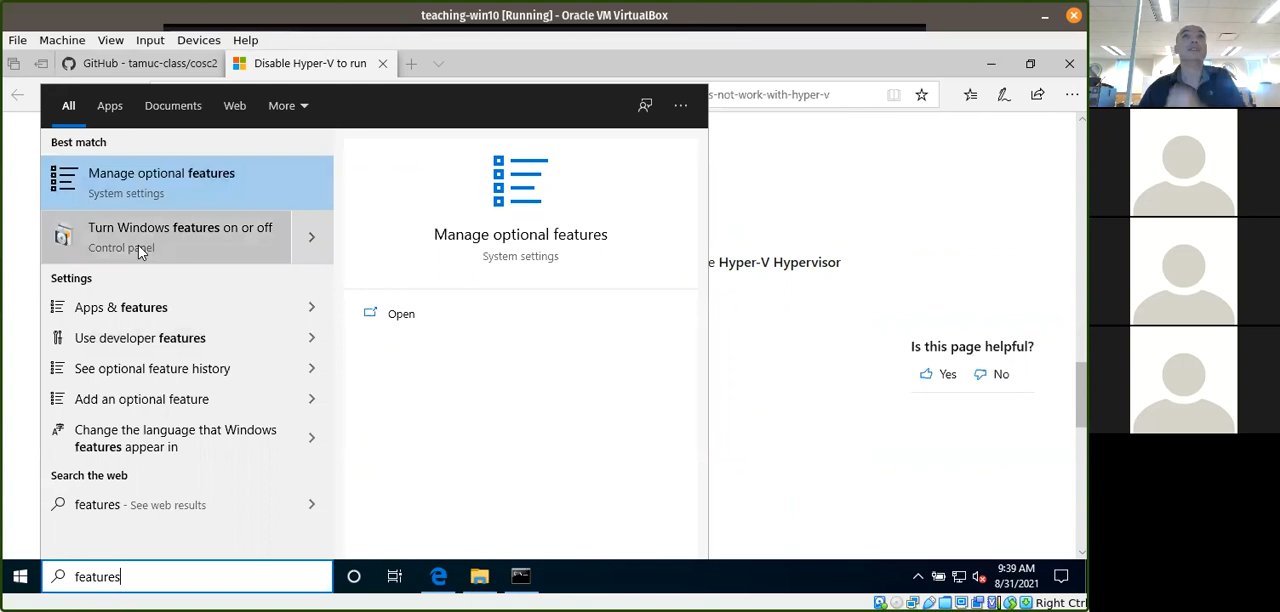 teaching-win10 [Running] - Oracle VM VirtualBox
File Machine View Input Devices Help
GitHub - tamuc-class/cosc2
Disable Hyper-V to run
s-not-work-with-hyper-v
All Apps Documents Web More
Best match
Manage optional features
System settings
Turn Windows features on or off
Control panel
Settings
Apps & features
Use developer features
See optional feature history
Add an optional feature
Change the language that Windows
features appear in
Search the web
features - See web results
Manage optional features
System settings
Open
e Hyper-V Hypervisor
Is this page helpful?
Yes No
features
9:39 AM
8/31/2021
Right Ctrl